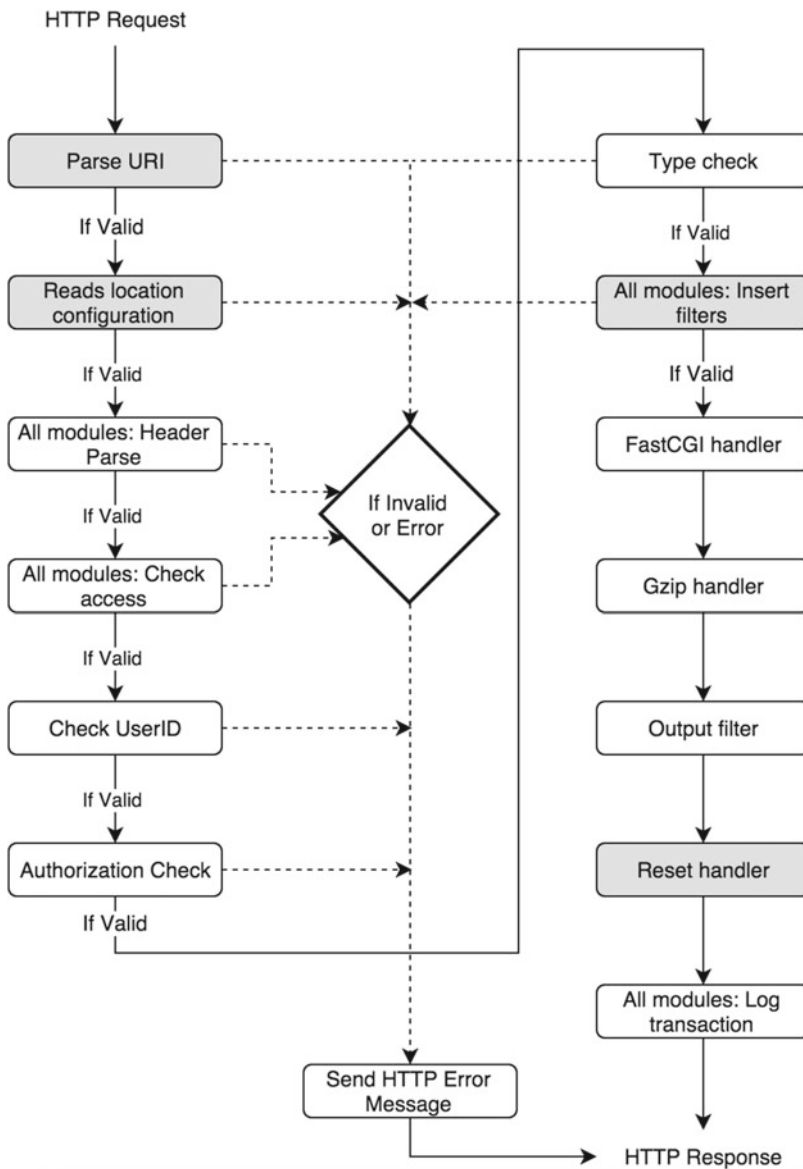 HTTP Request
Parse URI
If Valid
Reads location
configuration
If Valid
All modules: Header
Parse
If Valid
All modules: Check
access
If Valid
Check UserID
If Valid
Authorization Check
If Valid
If Invalid
or Error
Send HTTP Error
Message
Type check
If Valid
All modules: Insert
filters
If Valid
FastCGI handler
Gzip handler
Output filter
Reset handler
All modules: Log
transaction
HTTP Response